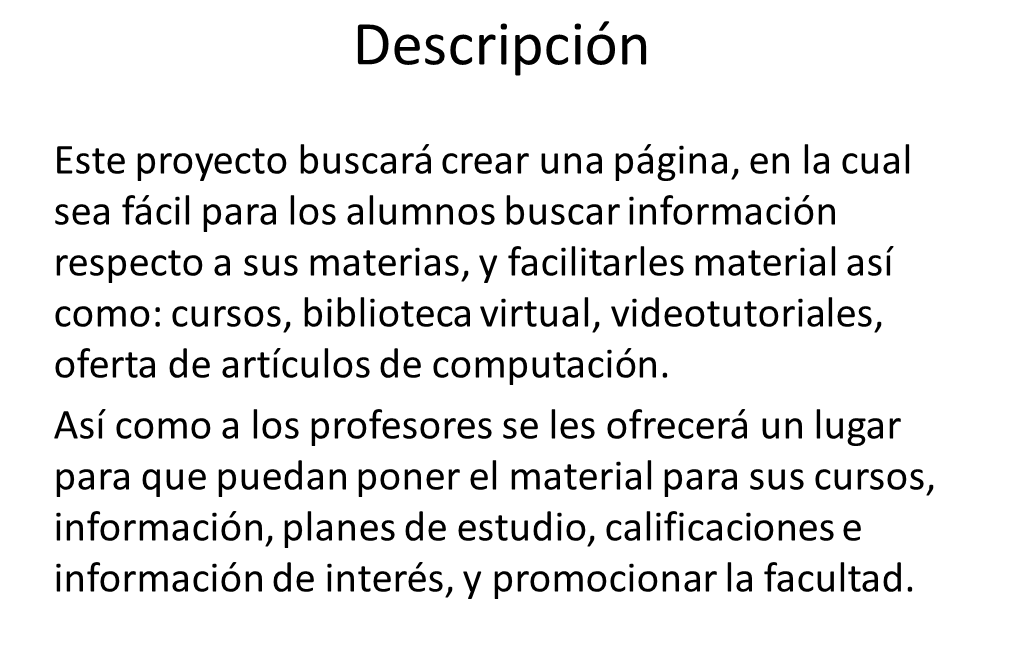 Descripción
Este proyecto buscará crear una página, en la cual
sea fácil para los alumnos buscar información
respecto a sus materias, y facilitarles material así
como: cursos, biblioteca virtual, videotutoriales,
oferta de artículos de computación.
Así como a los profesores se les ofrecerá un lugar
para que puedan poner el material para sus cursos,
información, planes de estudio, calificaciones e
información de interés, y promocionar la facultad.